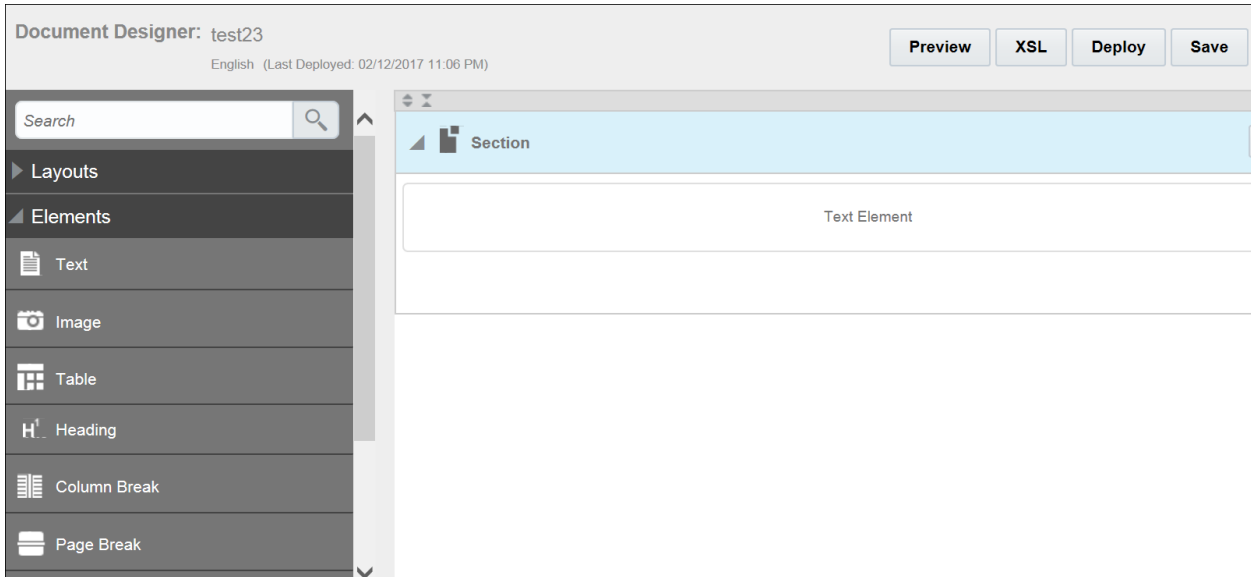 Document Designer: test23
English (Last Deployed: 02/12/2017 11:06 PM)
Preview
XSL
Deploy
Save
Search
Layouts
Elements
Text
Image
Table
H1 Heading
Column Break
Page Break
Section
Text Element